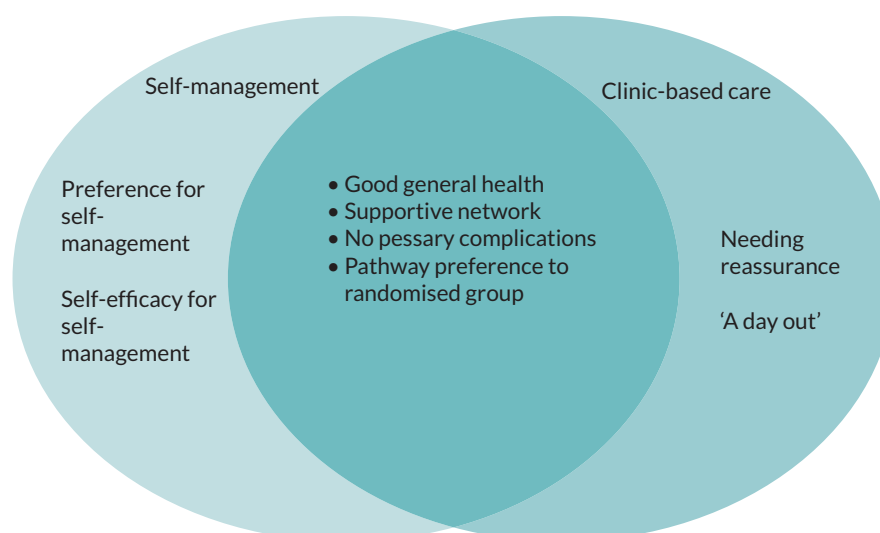 Self-management
Clinic-based care
Preference for
self-
management
Self-efficacy for
self-
management
• Good general health
• Supportive network
• No pessary complications
• Pathway preference to
randomised group
Needing
reassurance
‘A day out’